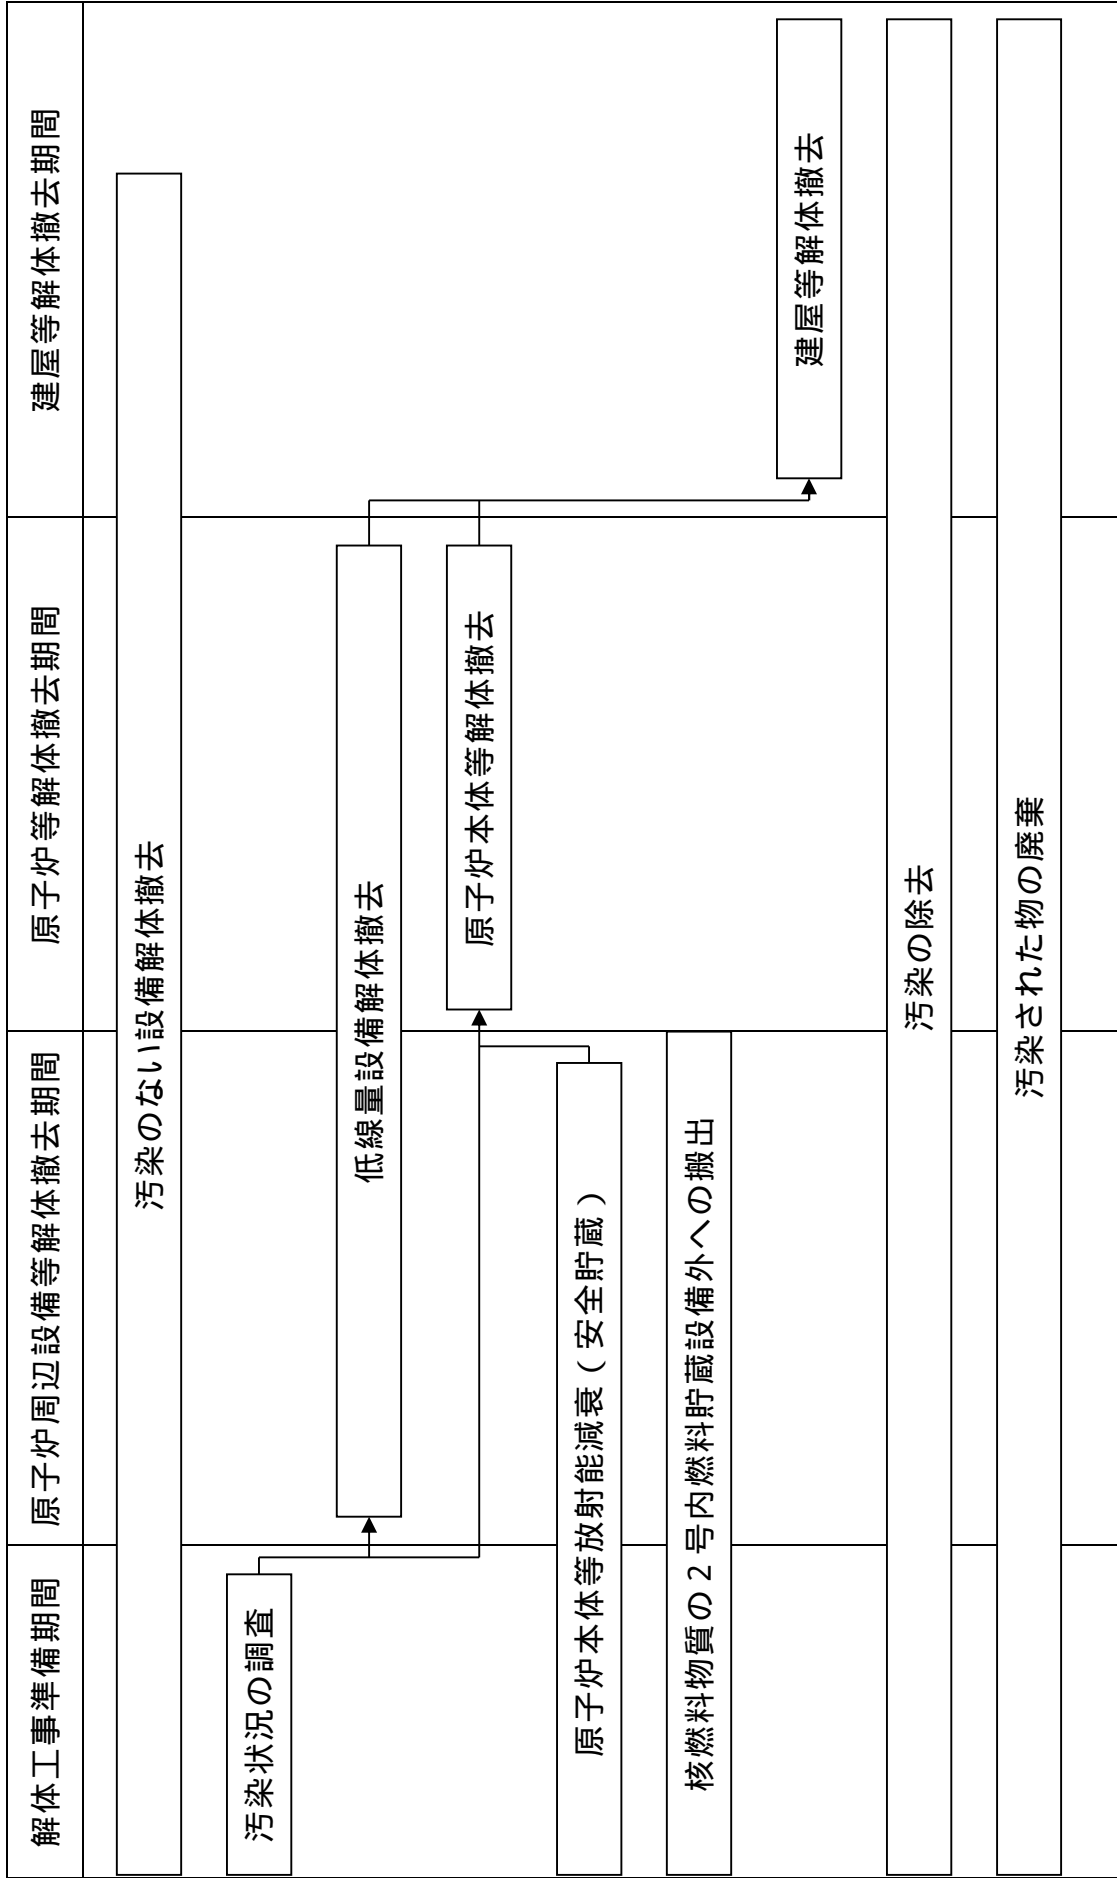 解体工事準備期間
原子炉周辺設備等解体撤去期間
原子炉等解体撤去期間
建屋等解体撤去期間
汚染のない設備解体撤去
汚染状況の調査
低線量設備解体撤去
原子炉本体等解体撤去
原子炉本体等放射能減衰（安全貯蔵）
核燃料物質の２号内燃料貯蔵設備外への搬出
建屋等解体撤去
汚染の除去
汚染された物の廃棄